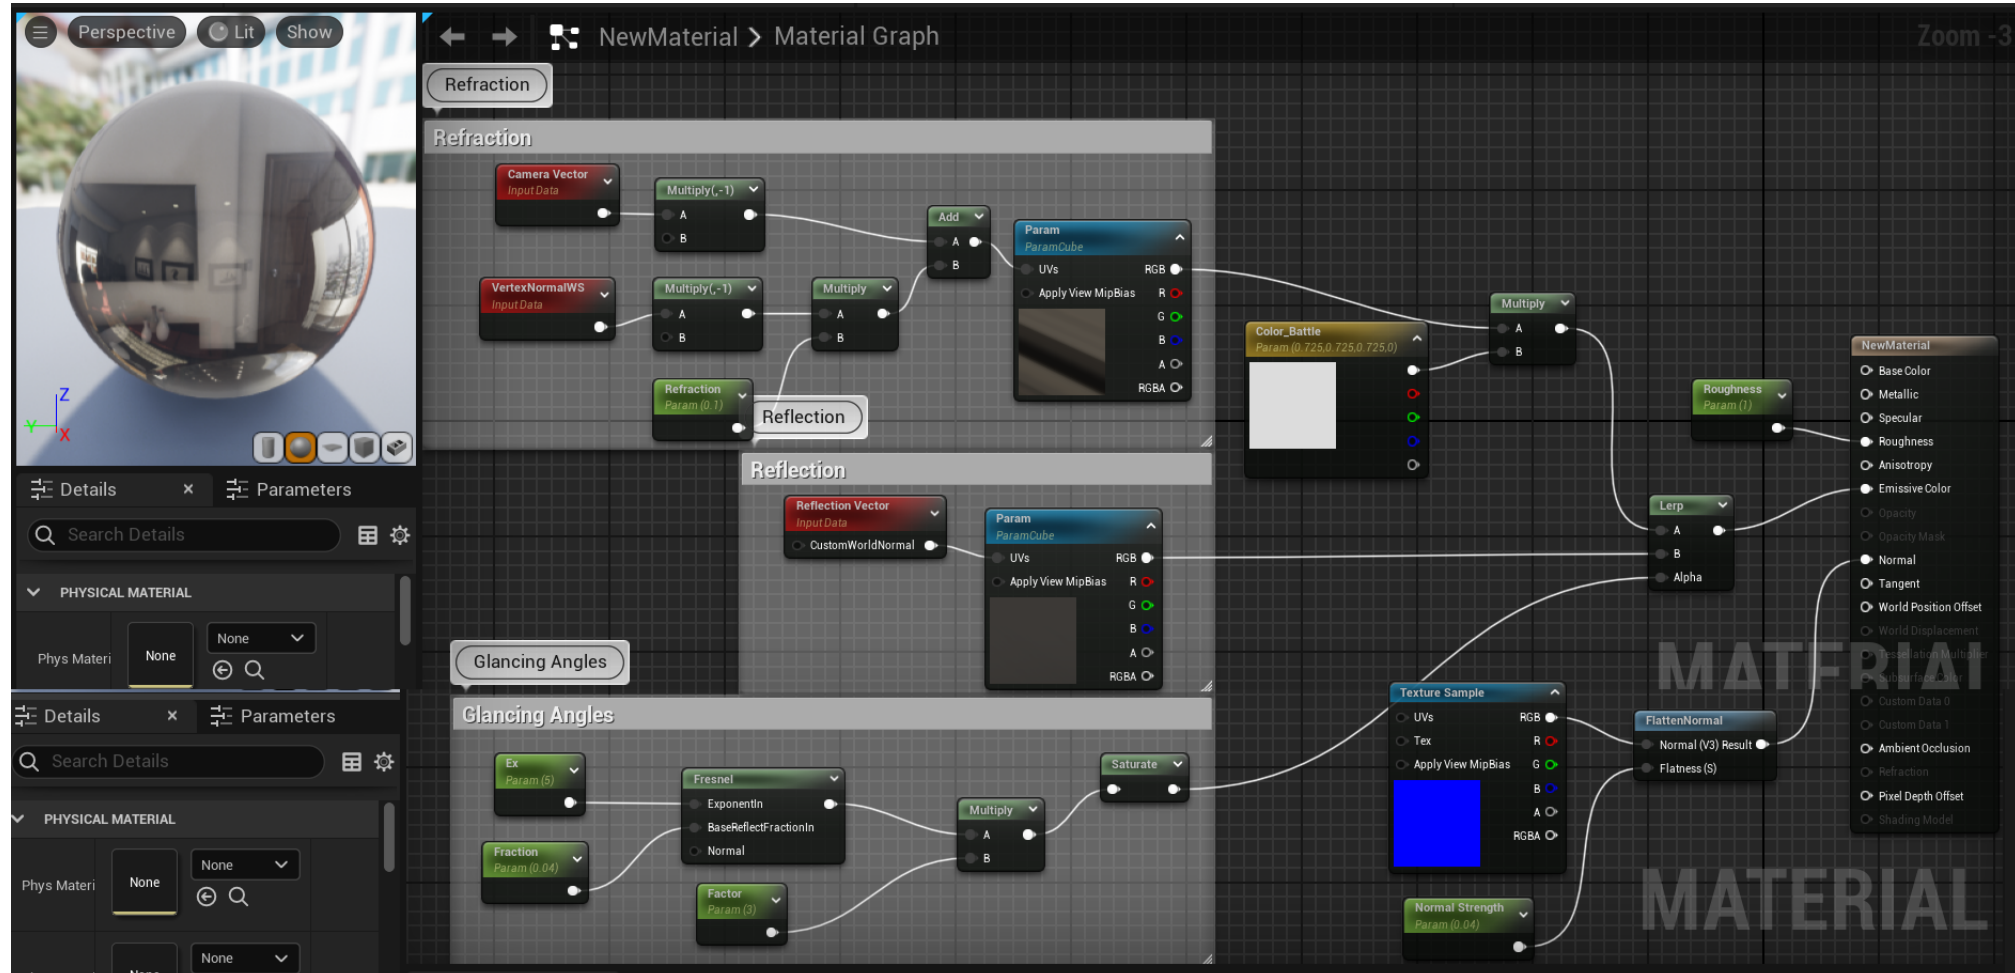 Perspective
Lit
Show
NewMaterial
Material Graph
Zoom -3
Refraction
Refraction
Camera Vector
Input Data
Multiply(,-1)
A
B
VertexNormalWS
Input Data
Multiply(,-1)
A
B
Multiply
A
B
Add
A
B
Refraction
Param (0.1)
Param
ParamCube
UVs
RGB
Apply View MipBias
R
G
B
A
RGBA
Color_Battle
Param (0.725,0.725,0.725,0)
Multiply
A
B
Reflection
Reflection
Reflection Vector
Input Data
CustomWorldNormal
Param
ParamCube
UVs
RGB
Apply View MipBias
R
G
B
A
RGBA
Lerp
A
B
Alpha
Roughness
Param (1)
NewMaterial
Base Color
Metallic
Specular
Roughness
Anisotropy
Emissive Color
Opacity
Opacity Mask
Normal
Tangent
World Position Offset
World Displacement
Tessellation Multiplier
Subsurface Color
Custom Data 0
Custom Data 1
Ambient Occlusion
Refraction
Pixel Depth Offset
Shading Model
MATERIAL
Glancing Angles
Glancing Angles
Ex
Param (5)
Fraction
Param (0.04)
Fresnel
ExponentIn
BaseReflectFractionIn
Normal
Factor
Param (3)
Multiply
A
B
Saturate
Texture Sample
UVs
RGB
Tex
R
Apply View MipBias
G
B
A
RGBA
FlattenNormal
Normal (V3) Result
Flatness (S)
Normal Strength
Param (0.04)
MATERIAL
Z
Y
X
Details
Parameters
Search Details
PHYSICAL MATERIAL
Phys Materi
None
None
Details
Parameters
Search Details
PHYSICAL MATERIAL
Phys Materi
None
None
None
None